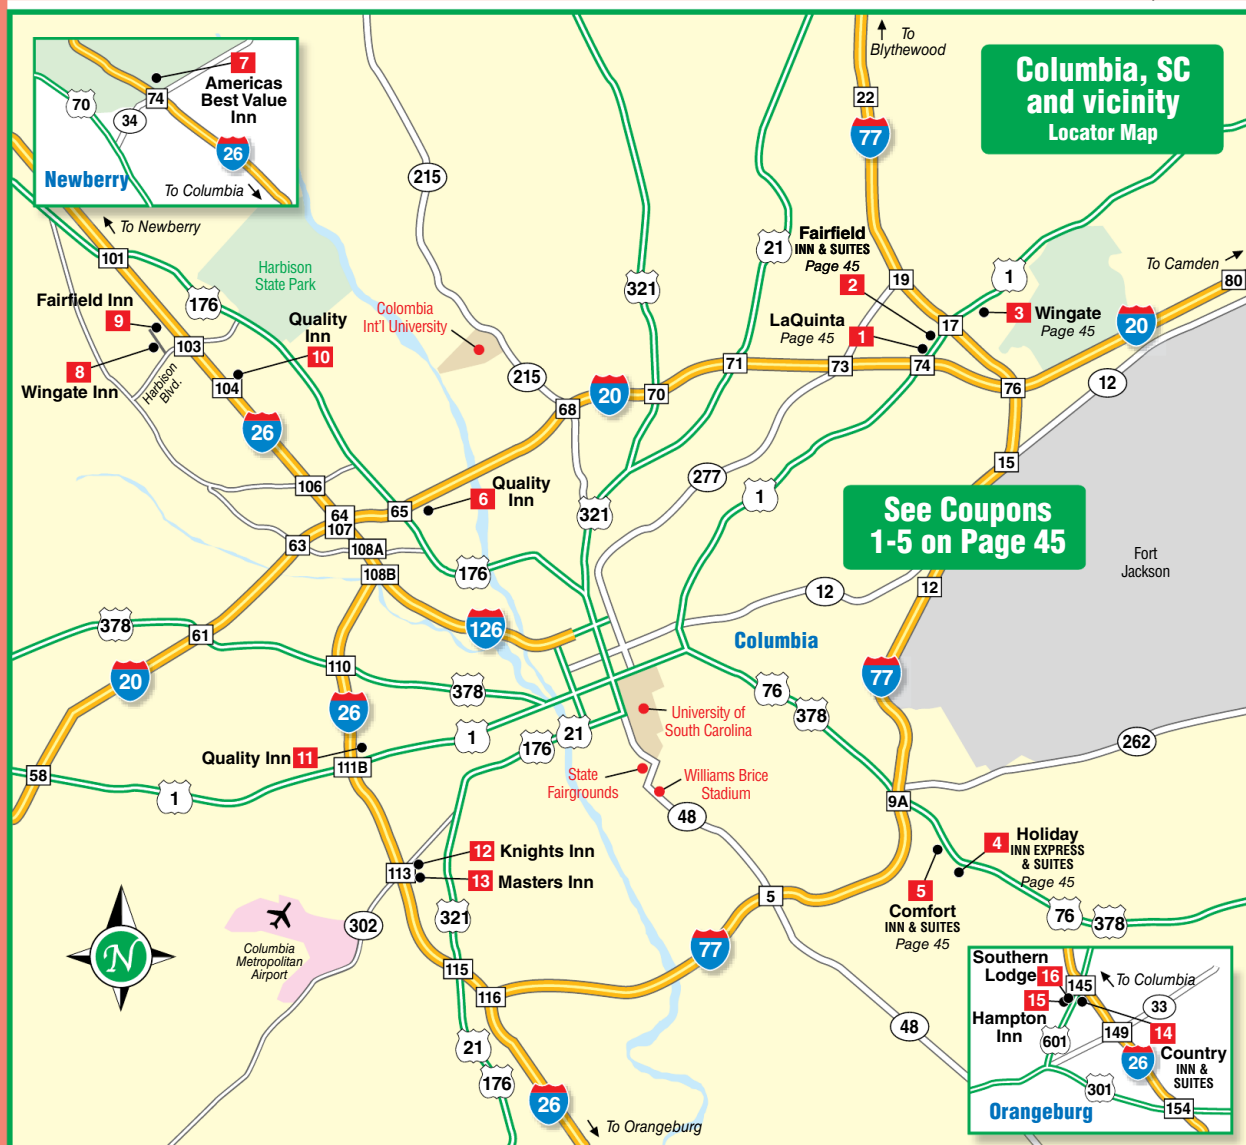 Columbia, SC
and vicinity
Locator Map
To
Blythewood
22
77
7
Americas
Best Value
Inn
74
70
34
26
Newberry
To Columbia
215
To Newberry
101
176
Harbison
State Park
Colombia
Int'l University
321
21
Fairfield
INN & SUITES
Page 45
2
19
1
To Camden
80
LaQuinta
Page 45
1
17
3
Wingate
Page 45
20
Fairfield Inn
9
Quality
Inn
10
103
8
Wingate Inn
Harbison
Blvd.
104
215
68
20
70
71
73
74
76
12
26
15
106
6
Quality
Inn
277
1
321
See Coupons
1-5 on Page 45
64
107
65
63
108A
108B
176
Fort
Jackson
12
12
378
61
126
Columbia
20
110
378
26
77
76
378
University of
South Carolina
1
176
21
262
Quality Inn
11
111B
58
1
State
Fairgrounds
Williams Brice
Stadium
48
9A
12
Knights Inn
13
Masters Inn
113
4
Holiday
INN EXPRESS
& SUITES
Page 45
5
Comfort
INN & SUITES
Page 45
5
76
378
N
302
321
Columbia
Metropolitan
Airport
115
116
77
48
21
176
26
To Orangeburg
Southern
Lodge
16
145
To Columbia
15
Hampton
Inn
33
601
149
14
Country
INN &
SUITES
26
301
154
Orangeburg